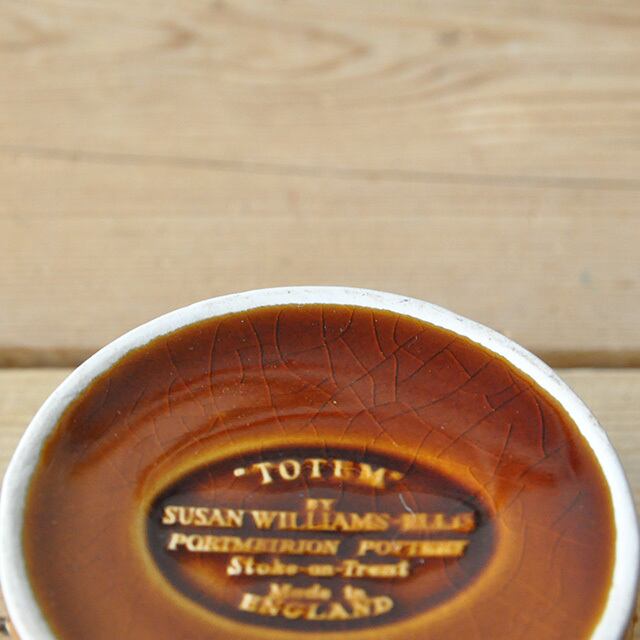 "TOTEM"
BY
SUSAN WILLIAMS-ELLIS
PORTMEIRION POTTERY
Stoke-on-Trent
Made in
ENGLAND